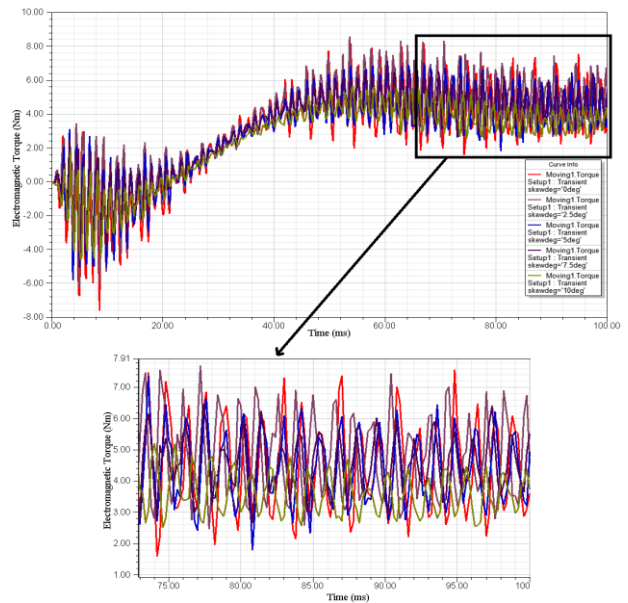 10.00
8.00
6.00
4.00
2.00
0.00
-2.00
-4.00
-6.00
-8.00
Electromagnetic Torque (Nm)
0.00
20.00
40.00
60.00
80.00
100.00
Time (ms)
Curve Info
Moving1.Torque
Setup1 : Transient
skewdeg='0deg'
Moving1.Torque
Setup1 : Transient
skewdeg='2.5deg'
Moving1.Torque
Setup1 : Transient
skewdeg='5deg'
Moving1.Torque
Setup1 : Transient
skewdeg='7.5deg'
Moving1.Torque
Setup1 : Transient
skewdeg='10deg'
7.91
7.00
6.00
5.00
4.00
3.00
2.00
1.00
Electromagnetic Torque (Nm)
75.00
80.00
85.00
90.00
95.00
100
Time (ms)